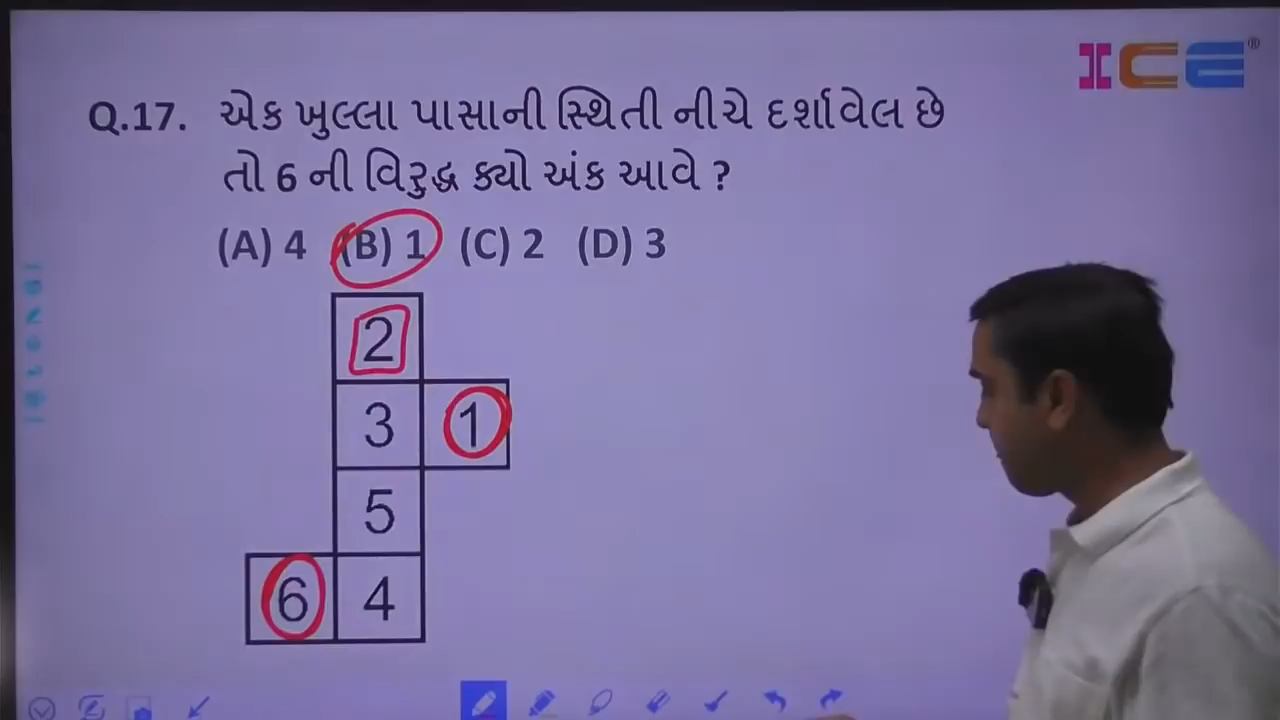 ICE®
Q.17. એક ખુલ્લા પાસાની સ્થિતી નીચે દર્શાવેલ છે
તો 6 ની વિરુદ્ધ ક્યો અંક આવે ?
(A) 4 (B) 1 (C) 2 (D) 3
2
3 1
5
6 4